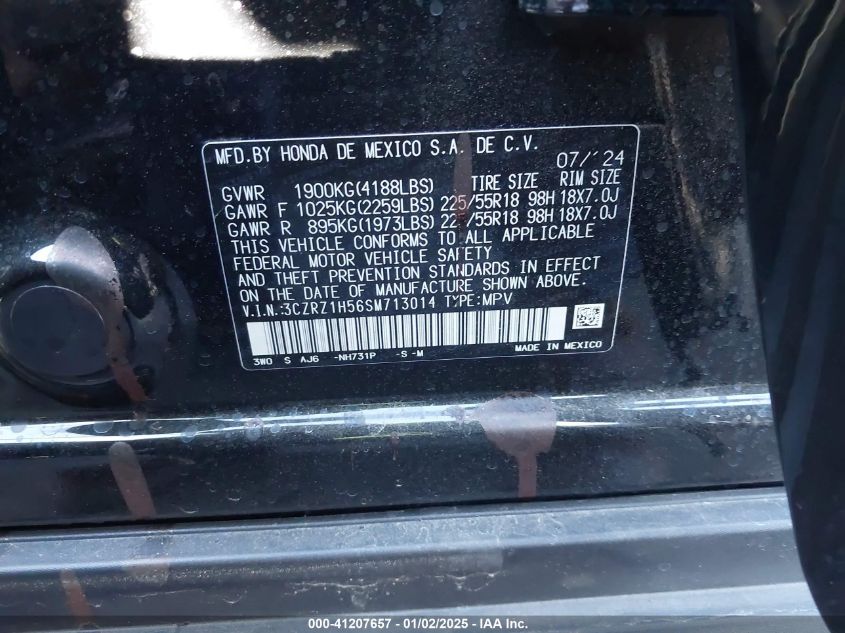 MFD.BY HONDA DE MEXICO S.A. DE C.V.
07/'24
GVWR 1900KG(4188LBS) TIRE SIZE RIM SIZE
GAWR F 1025KG(2259LBS) 225/55R18 98H 18X7.0J
GAWR R 895KG(1973LBS) 225/55R18 98H 18X7.0J
THIS VEHICLE CONFORMS TO ALL APPLICABLE
FEDERAL MOTOR VEHICLE SAFETY
AND THEFT PREVENTION STANDARDS IN EFFECT
ON THE DATE OF MANUFACTURE SHOWN ABOVE.
V.I.N.:3CZRZ1H56SM713014 TYPE:MPV
3W0 S AJ6 -NH731P -S -M MADE IN MEXICO
000-41207657 - 01/02/2025 - IAA Inc.